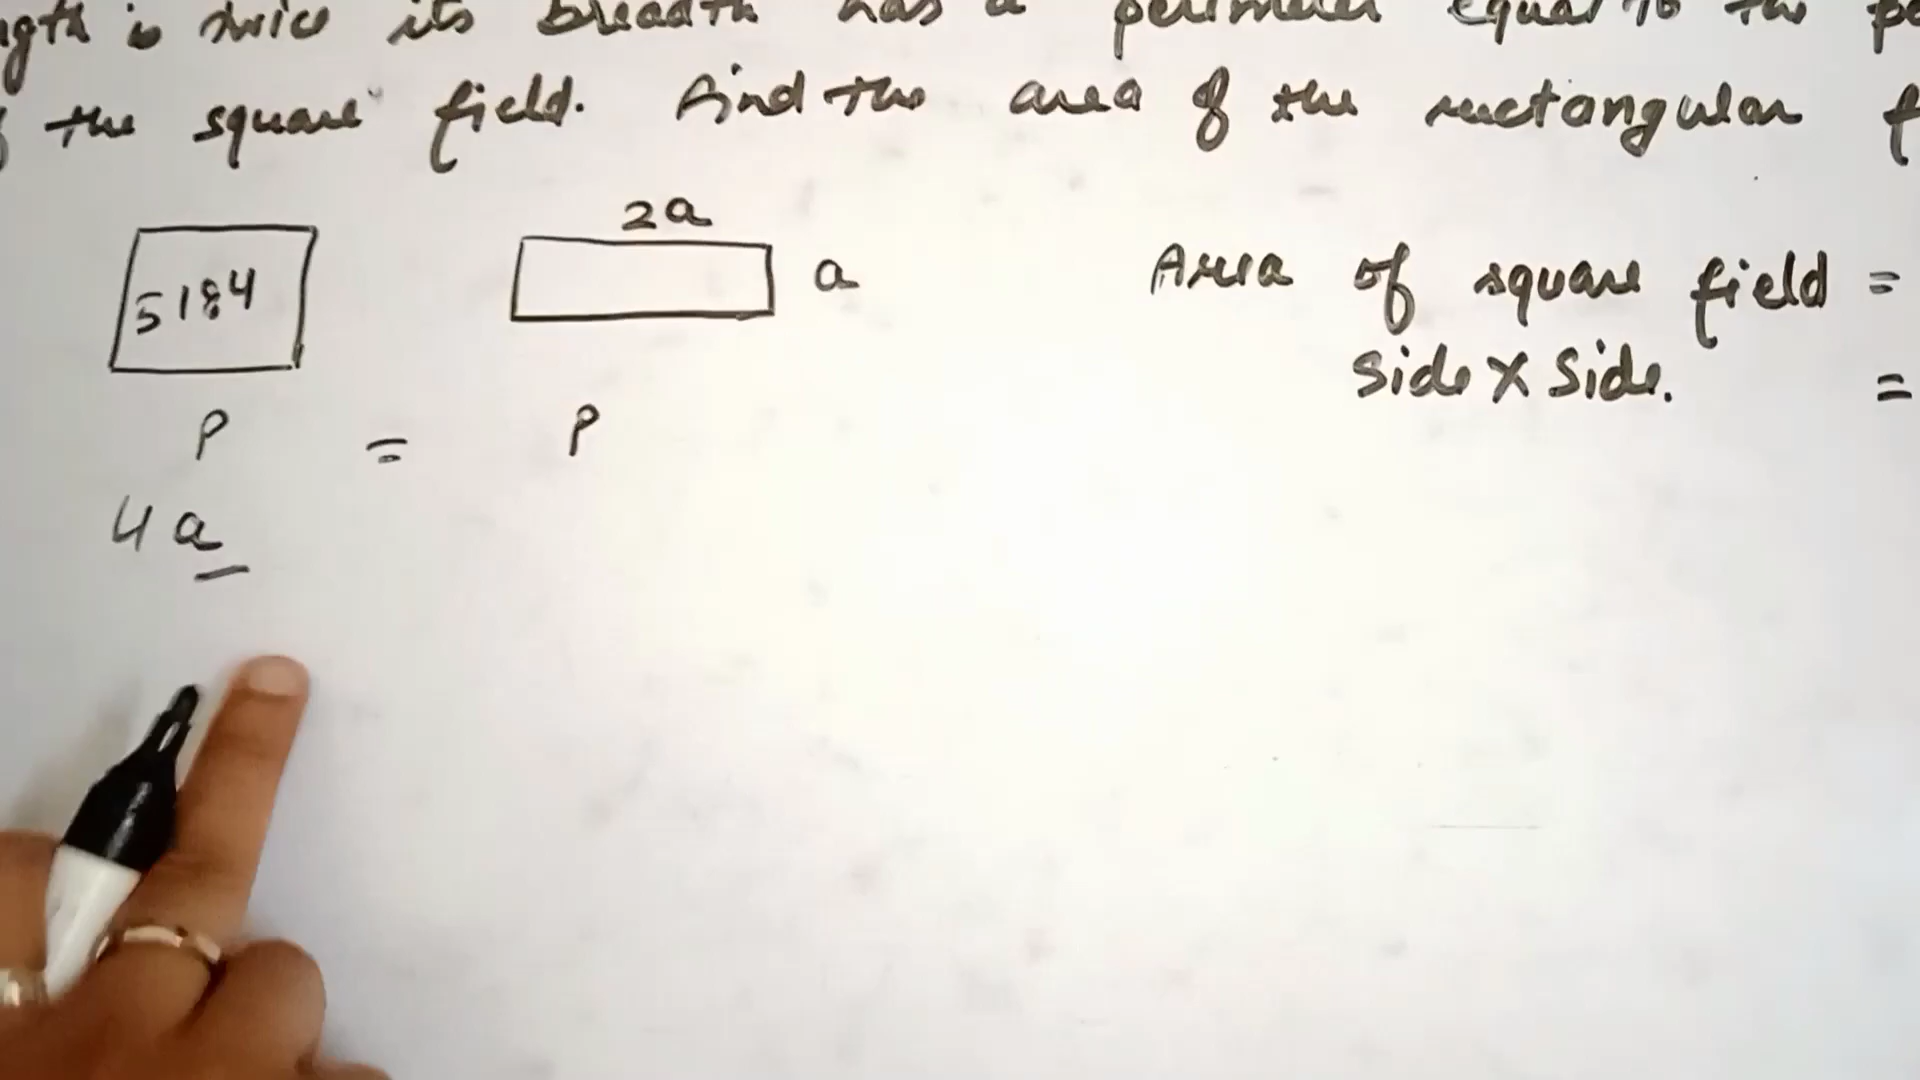 is twice its breadth has a perimeter equal to the
the square field. Find the area of the rectangular
2a
5184
a
Area of square field =
Side × Side. =
P = P
4a